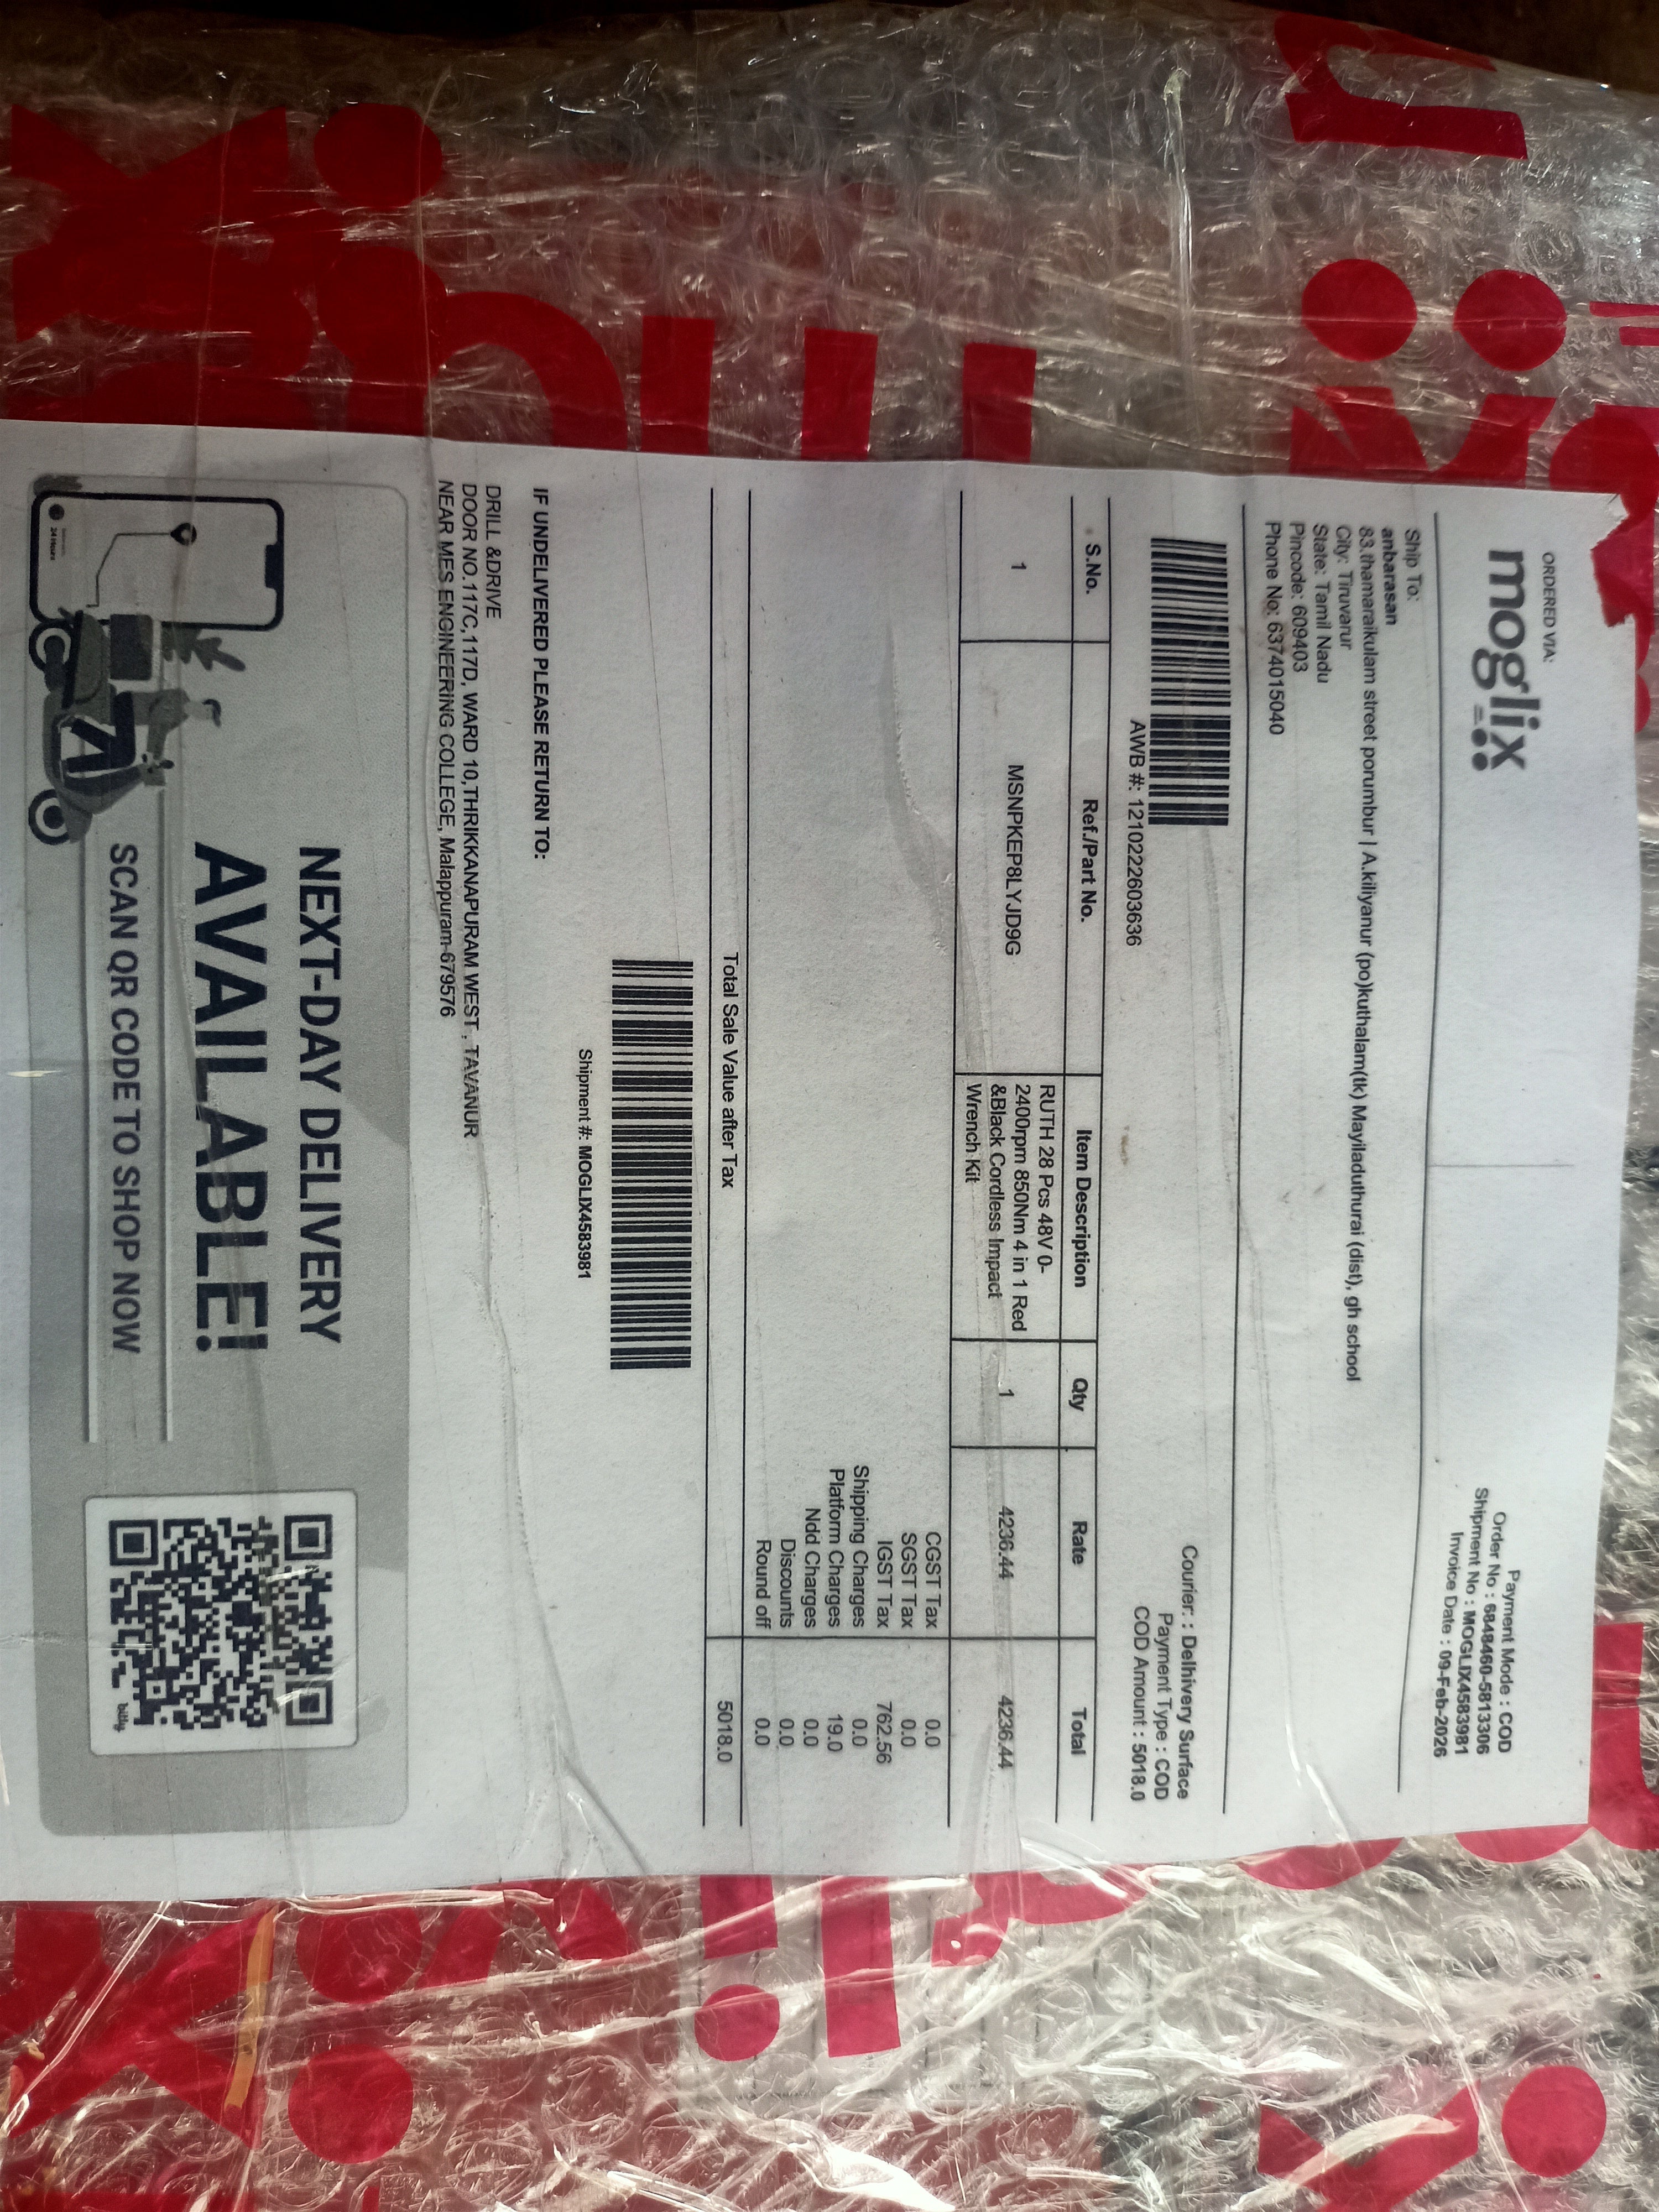 ORDERED VIA:
moglix
Payment Mode : COD
Order No : 6848460-5813306
Shipment No : MOGLIX4583981
Invoice Date : 09-Feb-2026
Ship To:
anbarasan
83.thamaraikulam street porumbur | A.kiliyanur (po)kuthalam(tk) Mayiladuthurai (dist), gh school
City: Tiruvarur
State: Tamil Nadu
Pincode: 609403
Phone No: 6374015040
Courier: : Delhivery Surface
Payment Type : COD
COD Amount : 5018.0
AWB #: 1210222603636
S.No. Ref./Part No. Item Description Qty Rate Total
1 MSNPKEP8LYJD9G RUTH 28 Pcs 48V 0-
2400rpm 850Nm 4 in 1 Red
&Black Cordless Impact
Wrench Kit
1 4236.44 4236.44
CGST Tax 0.0
SGST Tax 0.0
IGST Tax 762.56
Shipping Charges 0.0
Platform Charges 19.0
Ndd Charges 0.0
Discounts 0.0
Round off 0.0
Total Sale Value after Tax 5018.0
Shipment #: MOGLIX4583981
IF UNDELIVERED PLEASE RETURN TO:
DRILL &DRIVE
DOOR NO.117C,117D, WARD 10,THRIKKANAPURAM WEST , TAVANUR
NEAR MES ENGINEERING COLLEGE, Malappuram-679576
NEXT-DAY DELIVERY
AVAILABLE!
SCAN QR CODE TO SHOP NOW
24 Hours
bitly